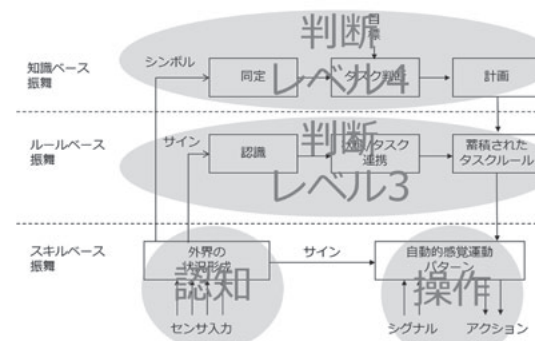 目
標
判断
シンボル
知識ベース
振舞
同定
タスク判断
計画
レベル4
判断
サイン
ルールベース
振舞
認識
タスク
連携
蓄積された
タスクルール
レベル3
スキルベース
振舞
外界の
状況形成
サイン
自動的感覚運動
パターン
認知
操作
センサ入力
シグナル
アクション